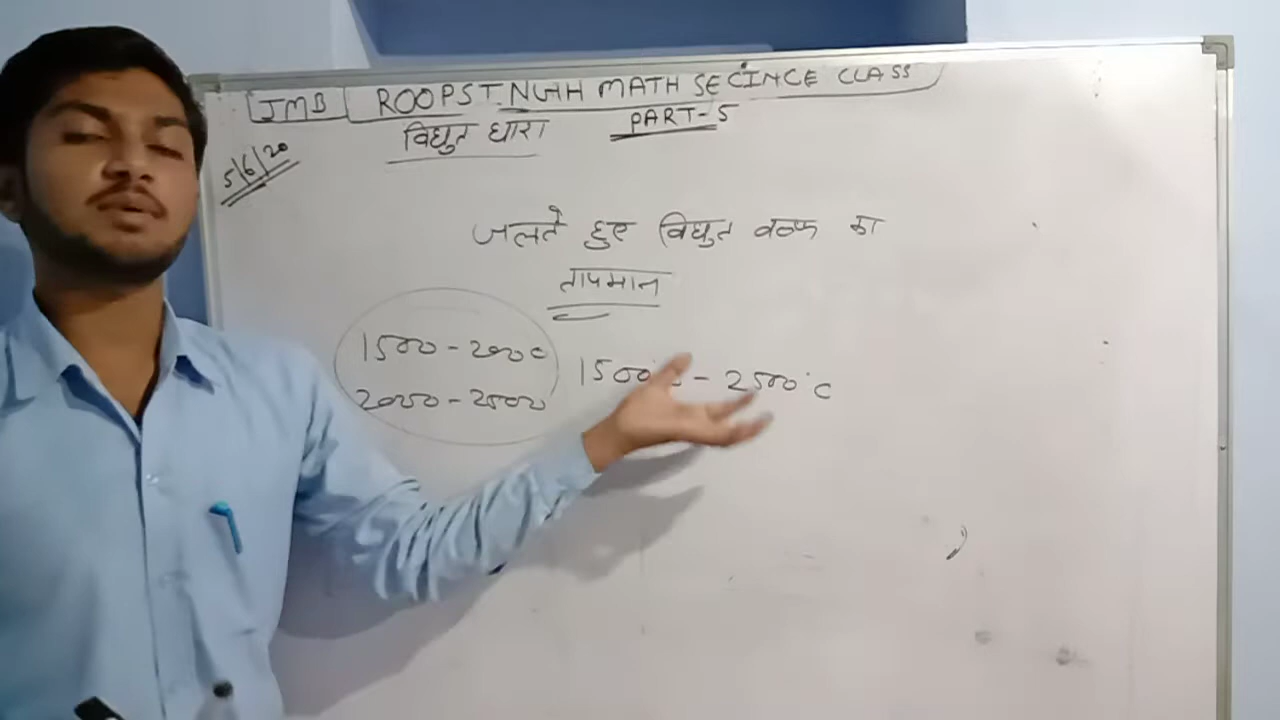 JMB ROOPSINGH MATH SECINCE CLASS
विद्युत धारा PART-5
5/6/20
जलते हुए विद्युत बल्ब का
तापमान
1500-2000
2000-2500
1500°C - 2500°C